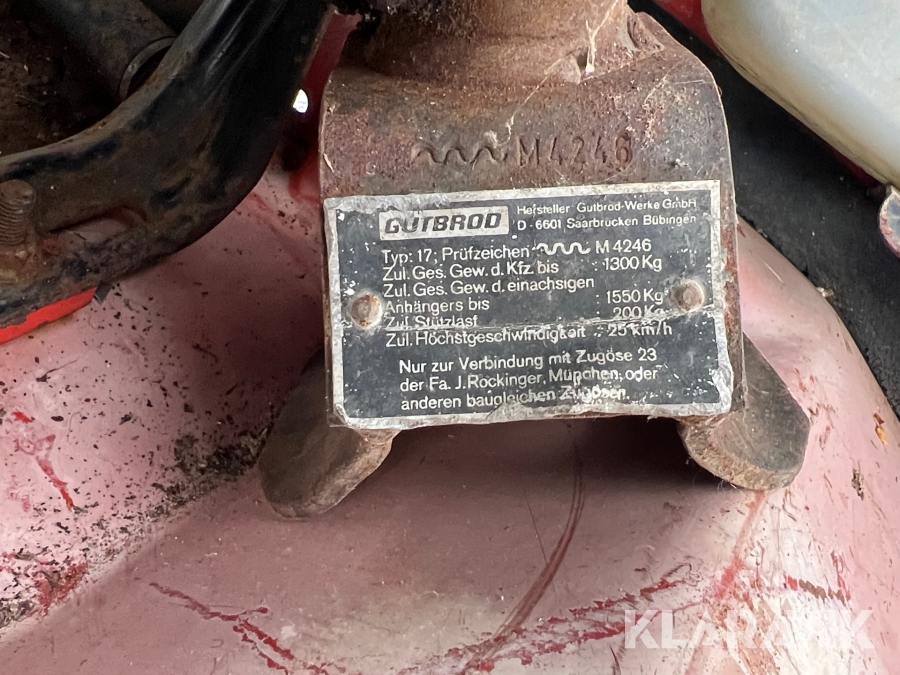 M4246
GUTBROD
Hersteller Gutbrod-Werke GmbH
D-6601 Saarbrücken Bübingen
Typ: 17; Prüfzeichen M 4246
Zul. Ges. Gew. d. Kfz. bis : 1300 Kg
Zul. Ges. Gew. d. einachsigen
Anhängers bis : 1550 Kg
Zul. Stützlast 200 Kg
Zul. Höchstgeschwindigkeit : 25 km/h
Nur zur Verbindung mit Zugöse 23
der Fa. J. Rockinger, München, oder
anderen baugleichen Zugösen.
KLARAVIK